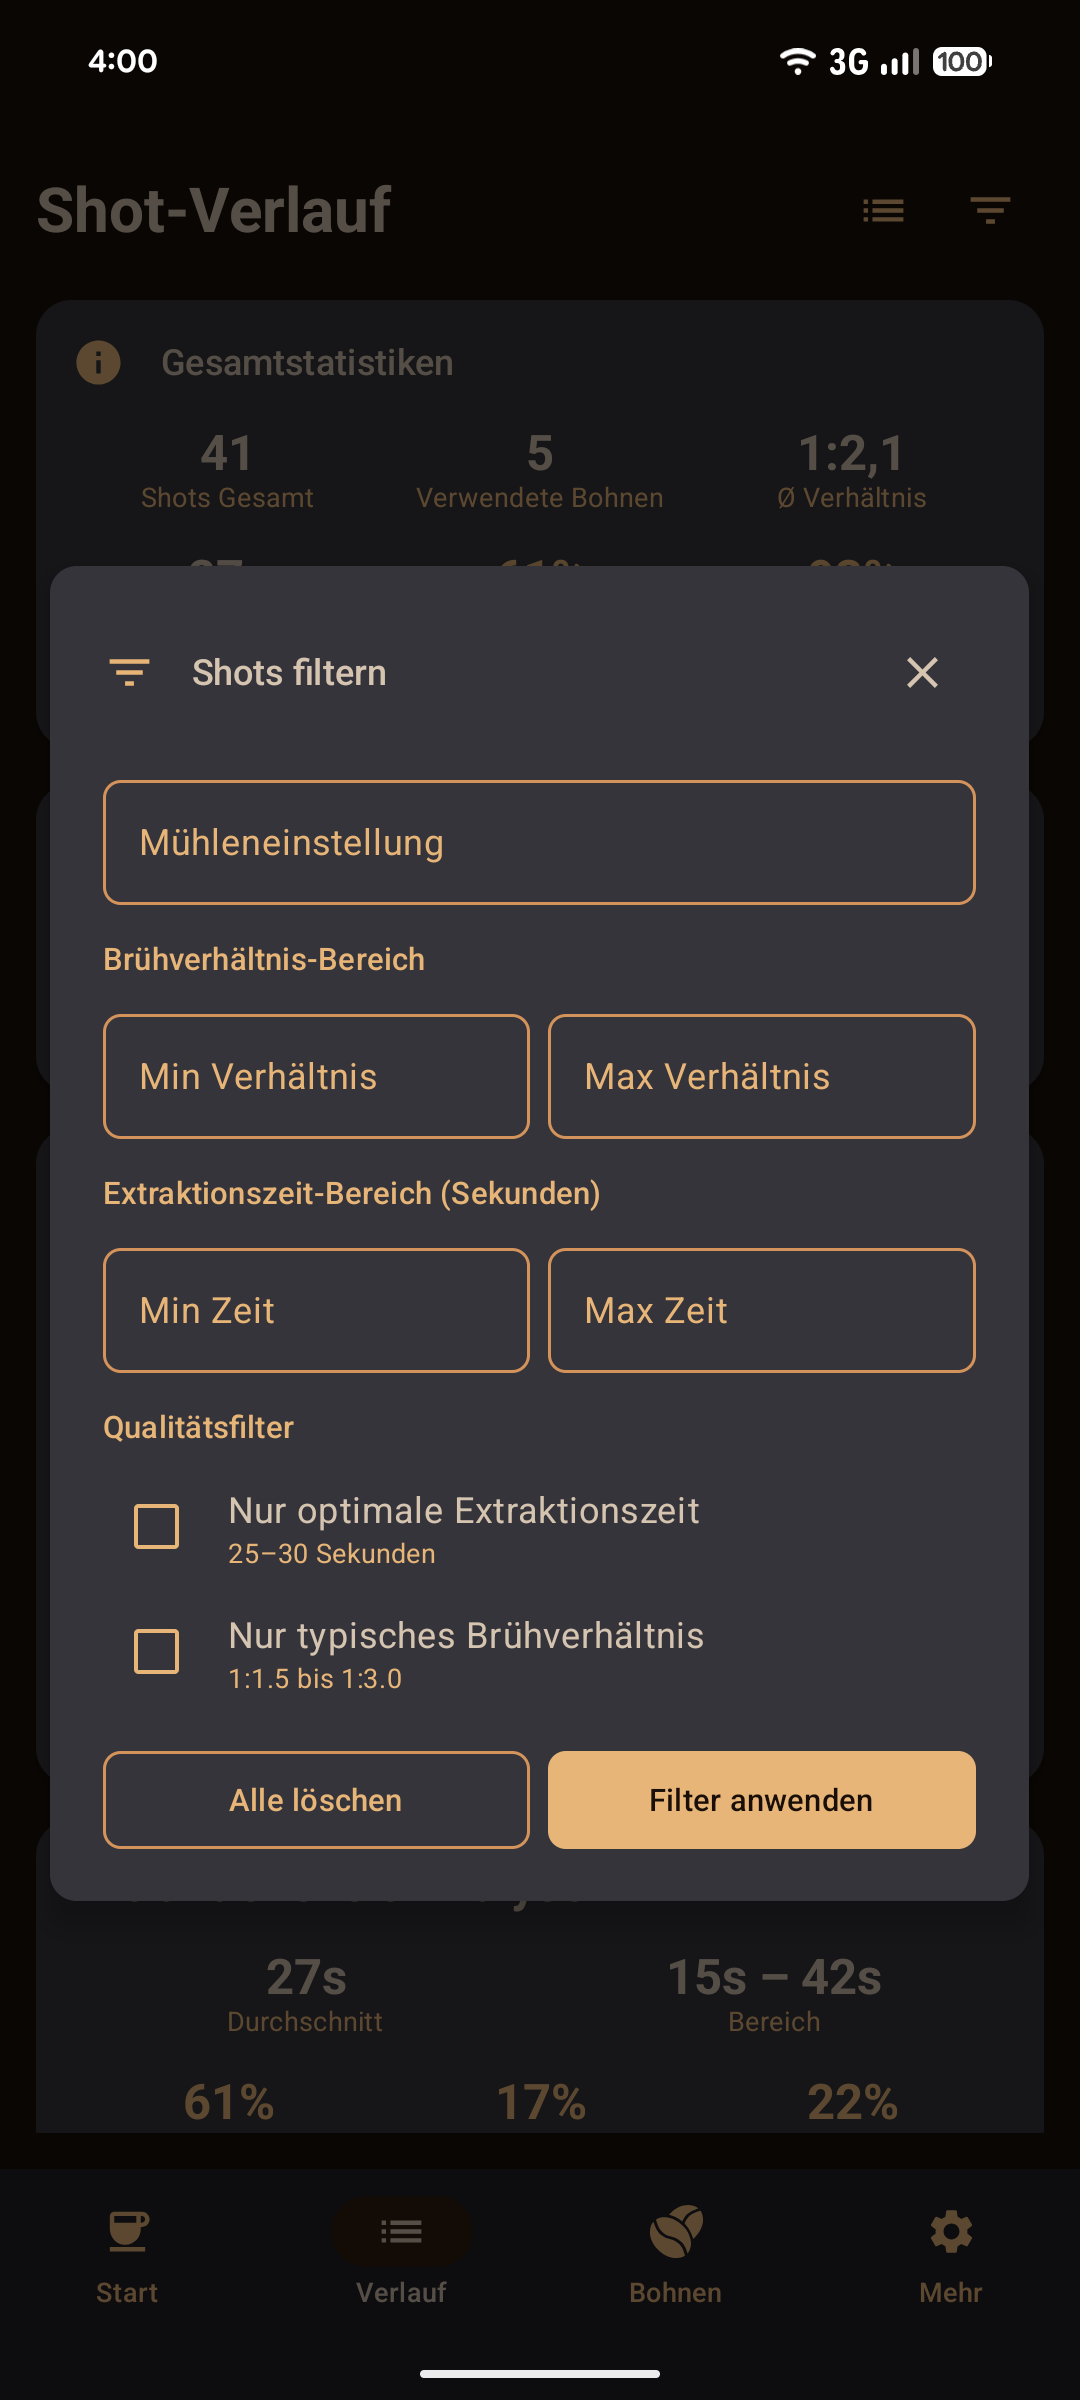 4:00
3G
100
Shot-Verlauf
Gesamtstatistiken
41
5
1:2,1
Shots Gesamt
Verwendete Bohnen
Ø Verhältnis
Shots filtern
Mühleneinstellung
Brühverhältnis-Bereich
Min Verhältnis
Max Verhältnis
Extraktionszeit-Bereich (Sekunden)
Min Zeit
Max Zeit
Qualitätsfilter
Nur optimale Extraktionszeit
25–30 Sekunden
Nur typisches Brühverhältnis
1:1.5 bis 1:3.0
Alle löschen
Filter anwenden
27s
15s – 42s
Durchschnitt
Bereich
61%
17%
22%
Start
Verlauf
Bohnen
Mehr